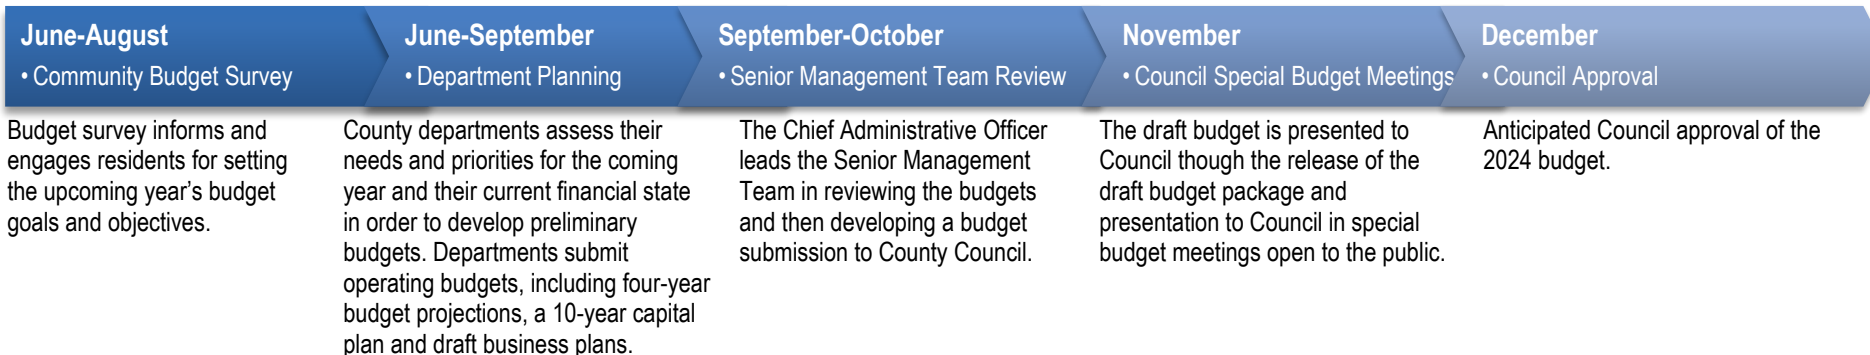 June-August
• Community Budget Survey
June-September
• Department Planning
September-October
• Senior Management Team Review
November
• Council Special Budget Meetings
December
• Council Approval
Budget survey informs and
engages residents for setting
the upcoming year’s budget
goals and objectives.
County departments assess their
needs and priorities for the coming
year and their current financial state
in order to develop preliminary
budgets. Departments submit
operating budgets, including four-year
budget projections, a 10-year capital
plan and draft business plans.
The Chief Administrative Officer
leads the Senior Management
Team in reviewing the budgets
and then developing a budget
submission to County Council.
The draft budget is presented to
Council though the release of the
draft budget package and
presentation to Council in special
budget meetings open to the public.
Anticipated Council approval of the
2024 budget.